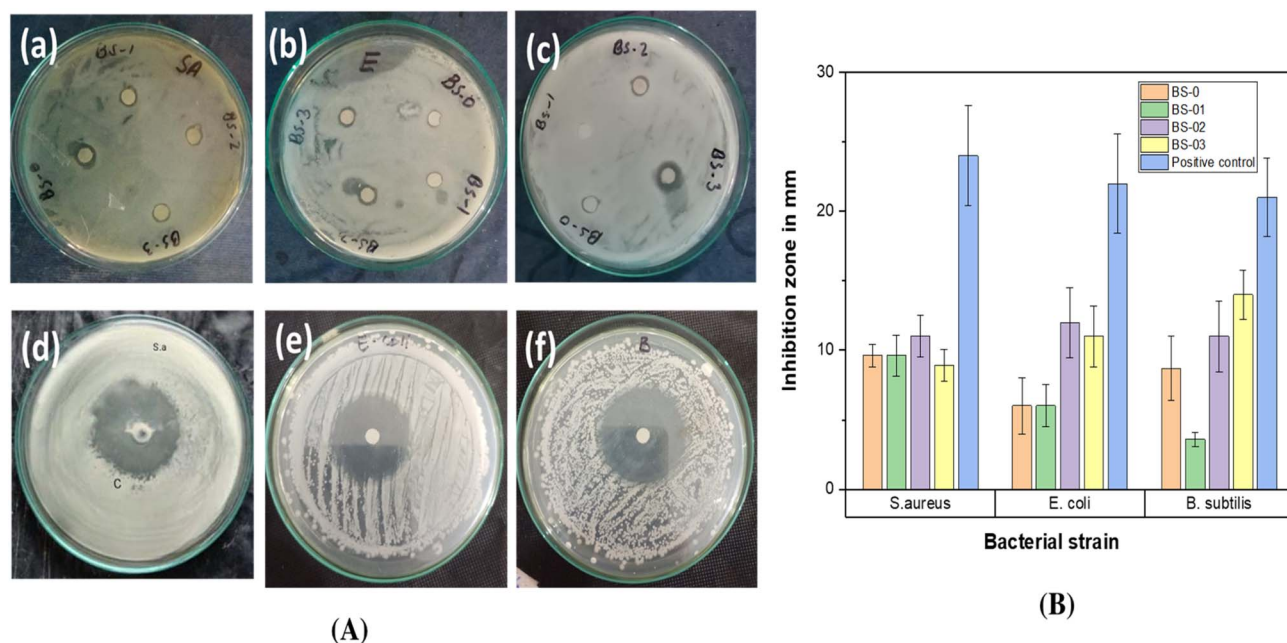 (a)
BS-1
SA
BS-2
BS-0
BS-3
(b)
E
BS-0
BS-3
BS-1
BS-2
(c)
BS-2
BS-1
BS-3
BS-0
(d)
S.a
C
(e)
E-coli
(f)
B
(A)
30
20
10
0
Inhibition zone in mm
BS-0
BS-01
BS-02
BS-03
Positive control
S.aureus
E. coli
B. subtilis
Bacterial strain
(B)